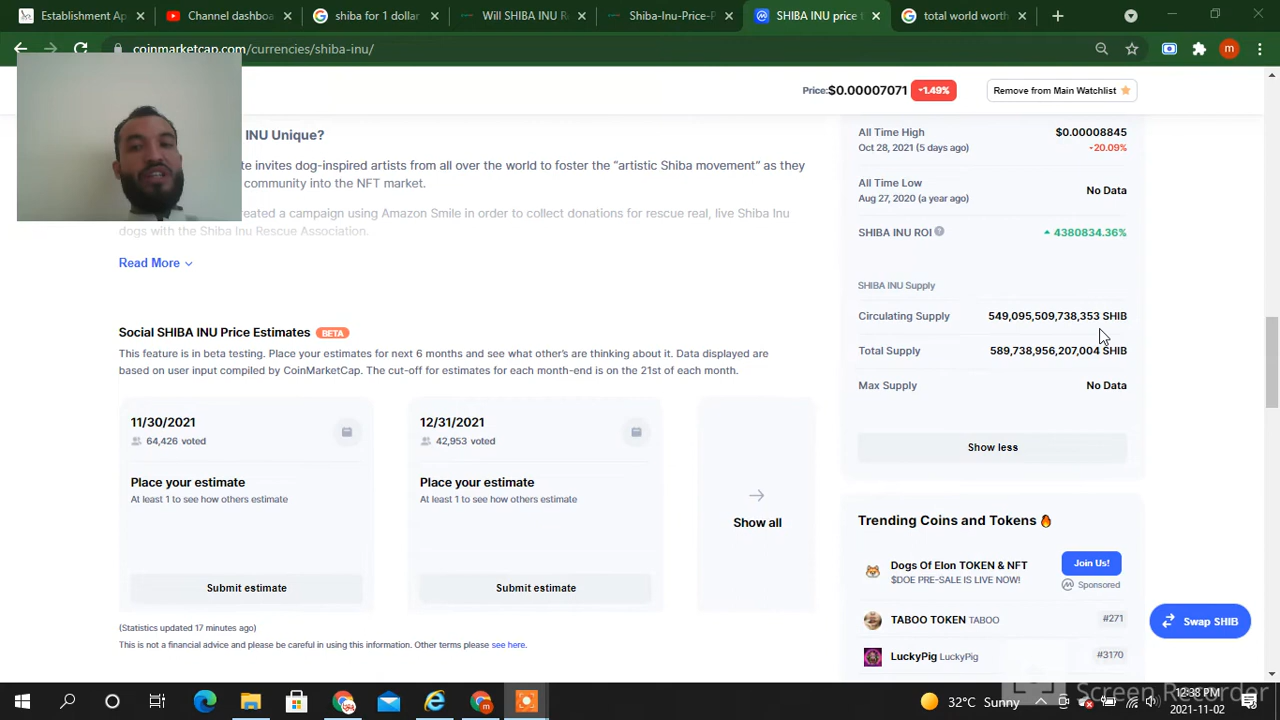 Establishment Ap
Channel dashboard
shiba for 1 dollar
Will SHIBA INU R
Shiba-Inu-Price-P
SHIBA INU price t
total world worth
coinmarketcap.com/currencies/shiba-inu/
m
Price:$0.00007071
1.49%
Remove from Main Watchlist
INU Unique?
te invites dog-inspired artists from all over the world to foster the “artistic Shiba movement” as they
community into the NFT market.
reated a campaign using Amazon Smile in order to collect donations for rescue real, live Shiba Inu
dogs with the Shiba Inu Rescue Association.
Read More
Social SHIBA INU Price Estimates BETA
This feature is in beta testing. Place your estimates for next 6 months and see what other's are thinking about it. Data displayed are
based on user input compiled by CoinMarketCap. The cut-off for estimates for each month-end is on the 21st of each month.
11/30/2021
64,426 voted
Place your estimate
At least 1 to see how others estimate
Submit estimate
12/31/2021
42,953 voted
Place your estimate
At least 1 to see how others estimate
Submit estimate
Show all
(Statistics updated 17 minutes ago)
This is not a financial advice and please be careful in using this information. Other terms please see here.
All Time High
$0.00008845
Oct 28, 2021 (5 days ago)
-20.09%
All Time Low
No Data
Aug 27, 2020 (a year ago)
SHIBA INU ROI
4380834.36%
SHIBA INU Supply
Circulating Supply
549,095,509,738,353 SHIB
Total Supply
589,738,956,207,004 SHIB
Max Supply
No Data
Show less
Trending Coins and Tokens
Dogs Of Elon TOKEN & NFT
$DOE PRE-SALE IS LIVE NOW!
Join Us!
Sponsored
TABOO TOKEN TABOO
#271
LuckyPig LuckyPig
#3170
Swap SHIB
Screen Recorder
32°C Sunny
12:38 PM
2021-11-02